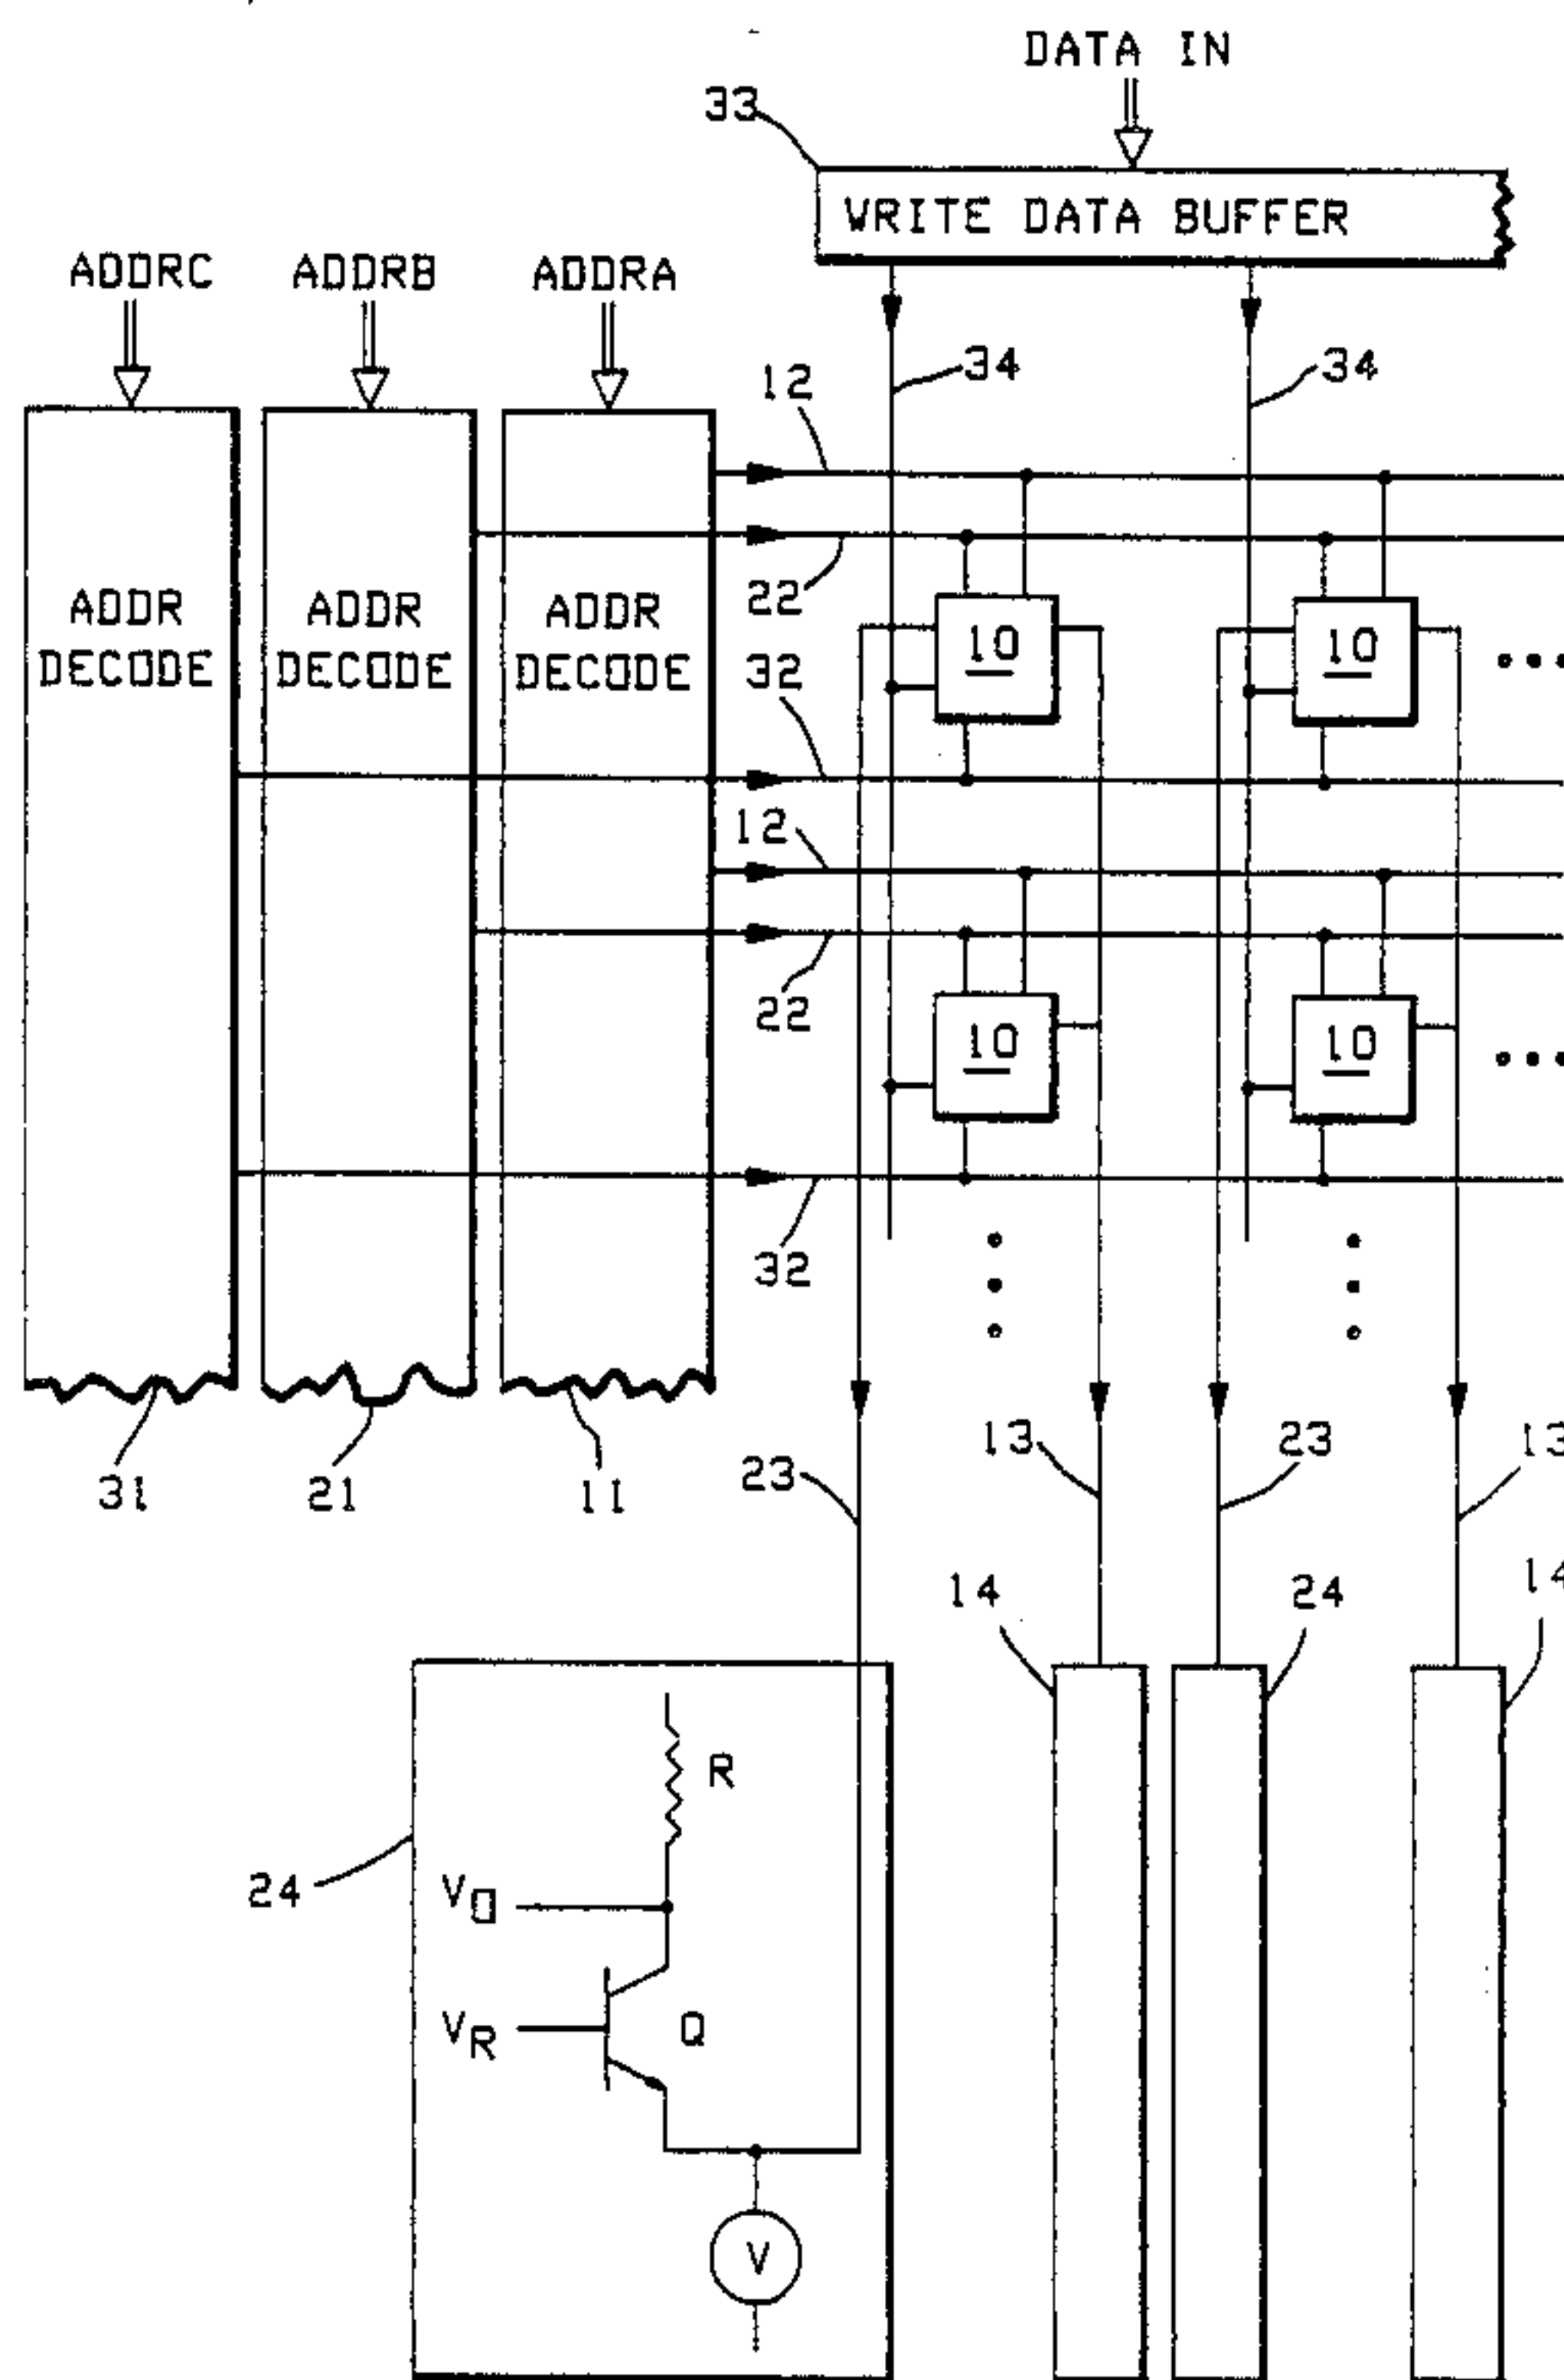 DATA IN
33
WRITE DATA BUFFER
ADDRC ADDRB ADDRA
34 34
12
22
ADDR DECODE
ADDR DECODE
ADDR DECODE
10 10
32
12
22
10 10
32
31 21 11
23 13 23 13
14 24 14
R
24
VO
VR
Q
V